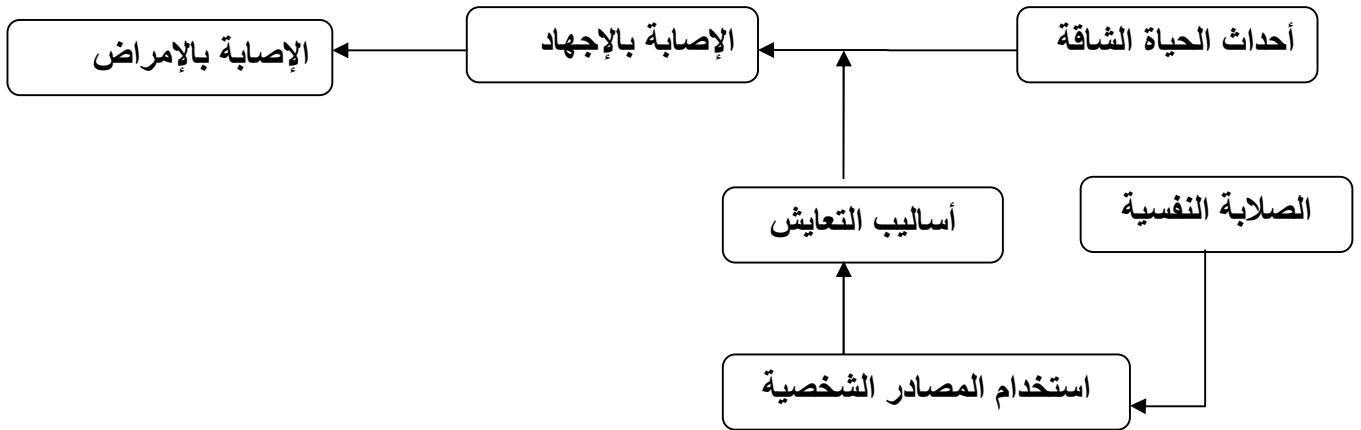 أحداث الحياة الشاقة
الإصابة بالإجهاد
الإصابة بالإمراض
الصلابة النفسية
أساليب التعايش
استخدام المصادر الشخصية